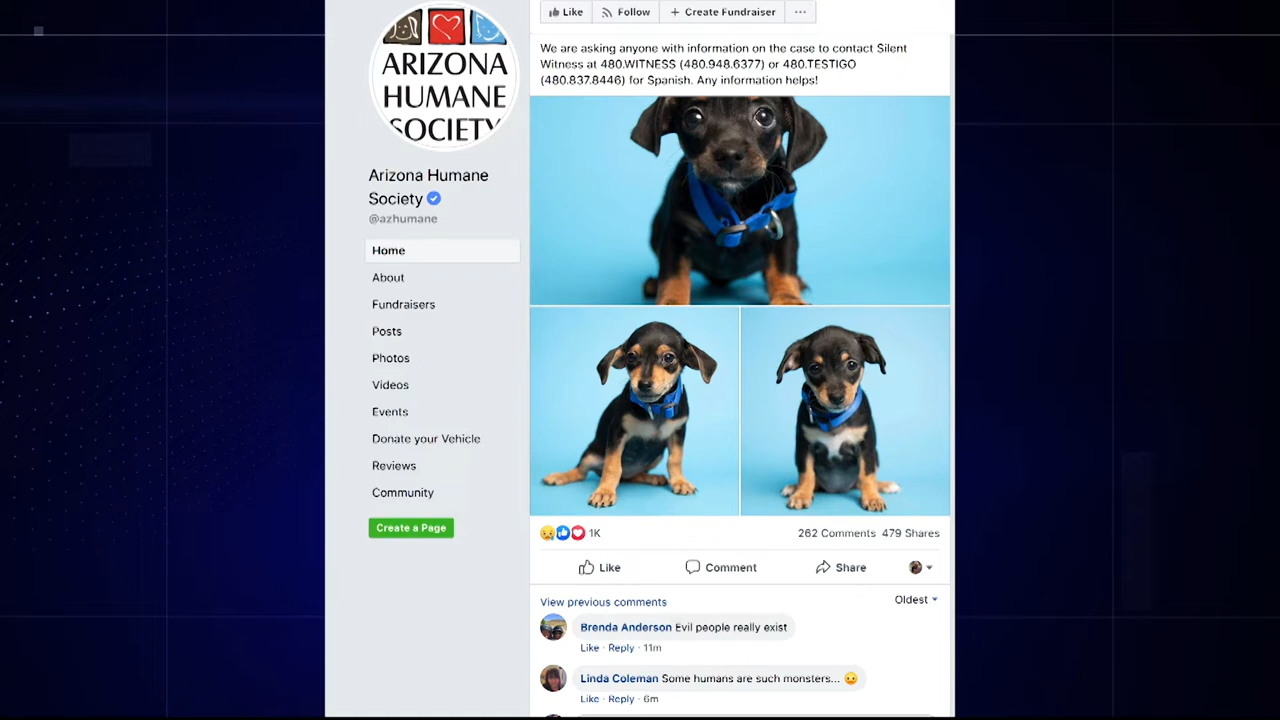 ARIZONA
HUMANE
SOCIETY
Arizona Humane
Society
@azhumane
Home
About
Fundraisers
Posts
Photos
Videos
Events
Donate your Vehicle
Reviews
Community
Create a Page
Like Follow + Create Fundraiser ...
We are asking anyone with information on the case to contact Silent
Witness at 480.WITNESS (480.948.6377) or 480.TESTIGO
(480.837.8446) for Spanish. Any information helps!
1K 262 Comments 479 Shares
Like Comment Share
View previous comments Oldest
Brenda Anderson Evil people really exist
Like · Reply · 11m
Linda Coleman Some humans are such monsters... 😐
Like · Reply · 6m